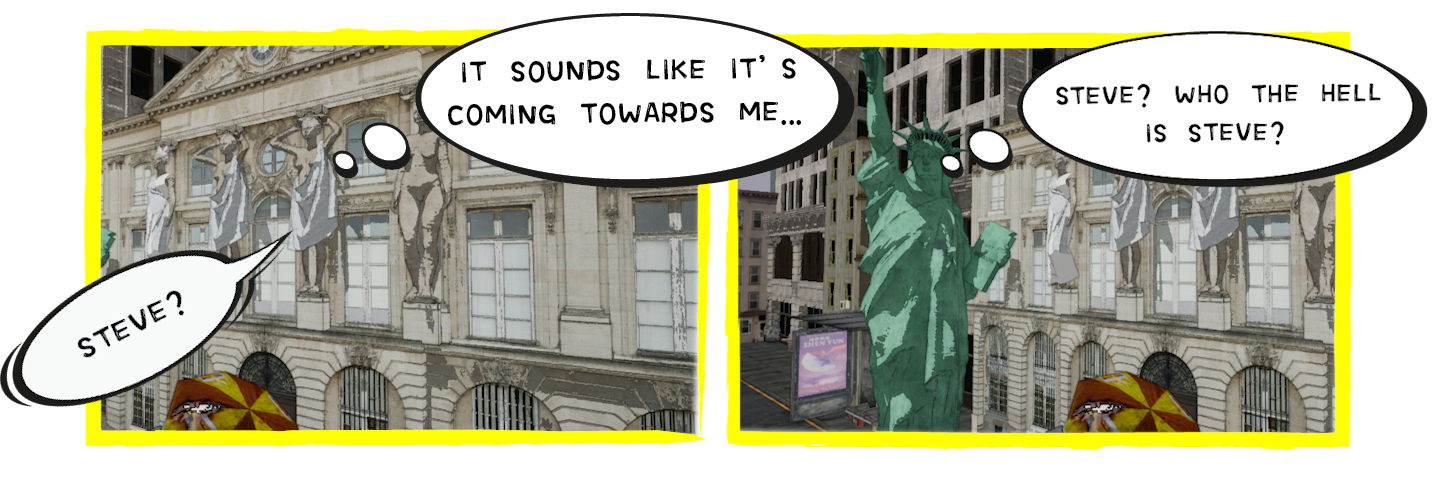 IT SOUNDS LIKE IT'S
COMING TOWARDS ME...
STEVE?
STEVE? WHO THE HELL
IS STEVE?
SHEN YUN